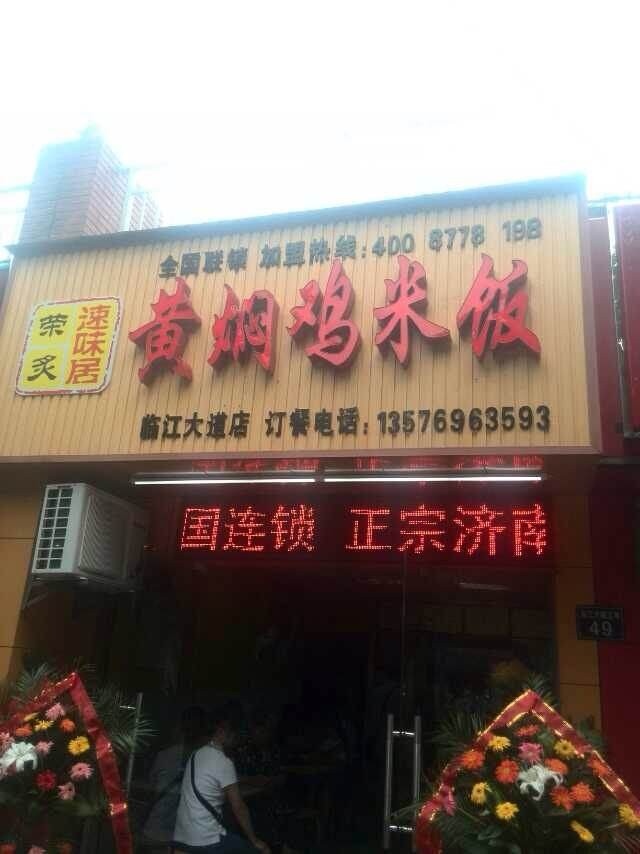 全国联锁 加盟热线:400 8778 198
速味居
荣炙
黄焖鸡米饭
临江大道店 订餐电话:13576963593
国连锁 正宗济南
49